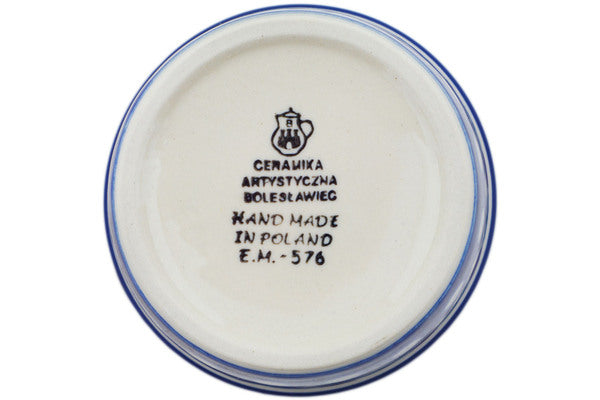 B
CERAMIKA
ARTYSTYCZNA
BOLESŁAWIEC
HAND MADE
IN POLAND
E.M.-576